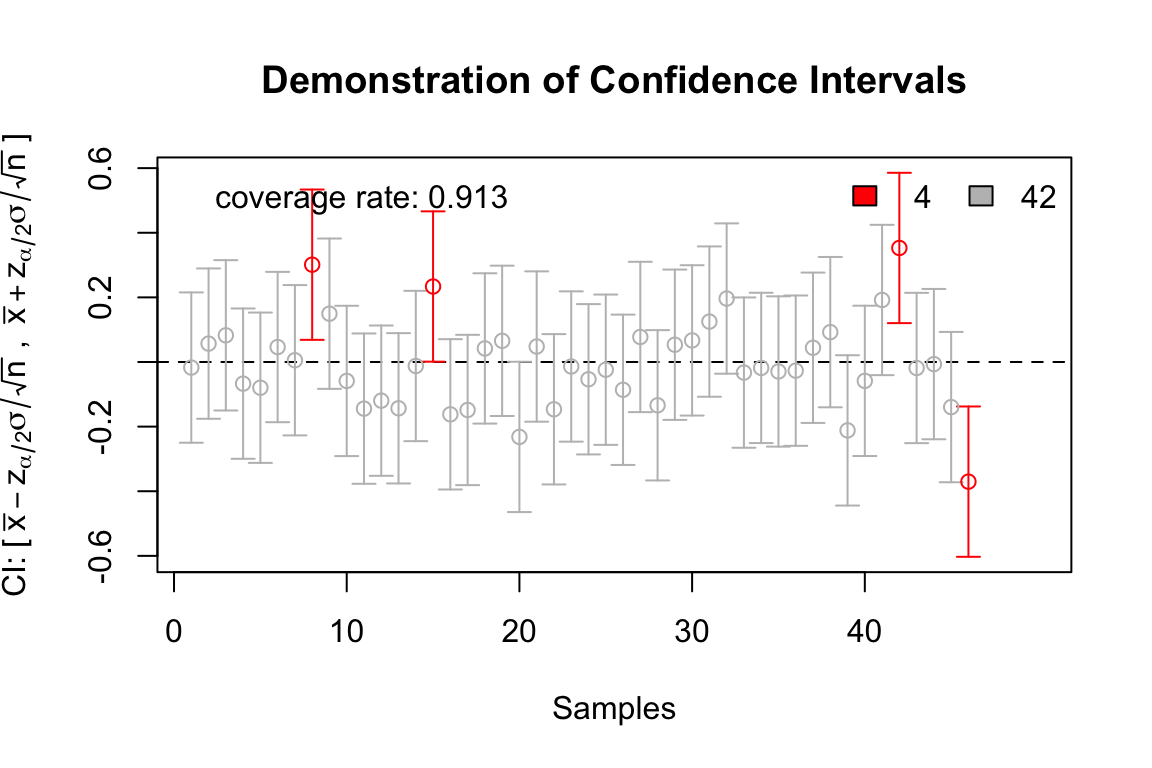 Demonstration of Confidence Intervals
CI: [ x̅ − zα/2σ/√n , x̅ + zα/2σ/√n ]
0.6
0.2
-0.2
-0.6
coverage rate: 0.913
4 42
0 10 20 30 40
Samples